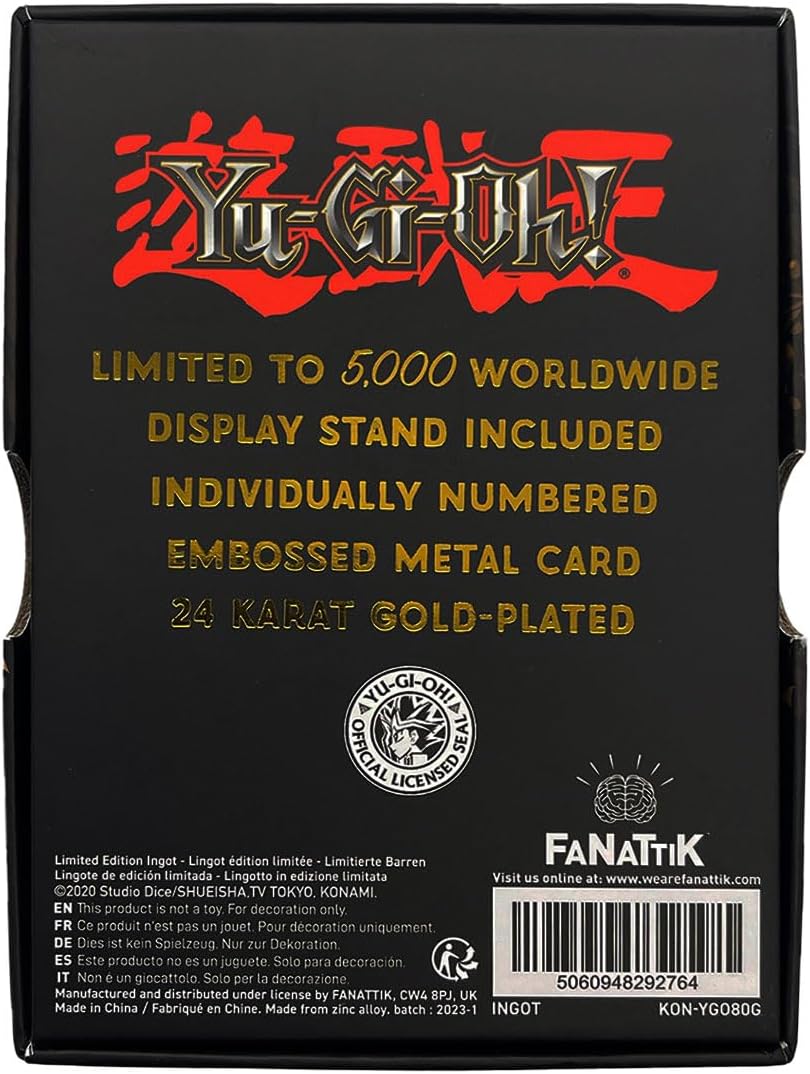 遊戯王
Yu-Gi-Oh!®
LIMITED TO 5,000 WORLDWIDE
DISPLAY STAND INCLUDED
INDIVIDUALLY NUMBERED
EMBOSSED METAL CARD
24 KARAT GOLD-PLATED
YU-GI-OH!
OFFICIAL LICENSED SEAL
Limited Edition Ingot - Lingot édition limitée - Limitierte Barren
Lingote de edición limitada - Lingotto in edizione limitata
©2020 Studio Dice/SHUEISHA,TV TOKYO, KONAMI.
EN This product is not a toy. For decoration only.
FR Ce produit n'est pas un jouet. Pour décoration uniquement.
DE Dies ist kein Spielzeug. Nur zur Dekoration.
ES Este producto no es un juguete. Solo para decoración.
IT Non é un giocattolo. Solo per la decorazione.
Manufactured and distributed under license by FANATTIK, CW4 8PJ, UK
Made in China / Fabriqué en Chine. Made from zinc alloy. batch : 2023-1
FANATTIK
Visit us online at: www.wearefanattik.com
5060948292764
INGOT KON-YGO80G